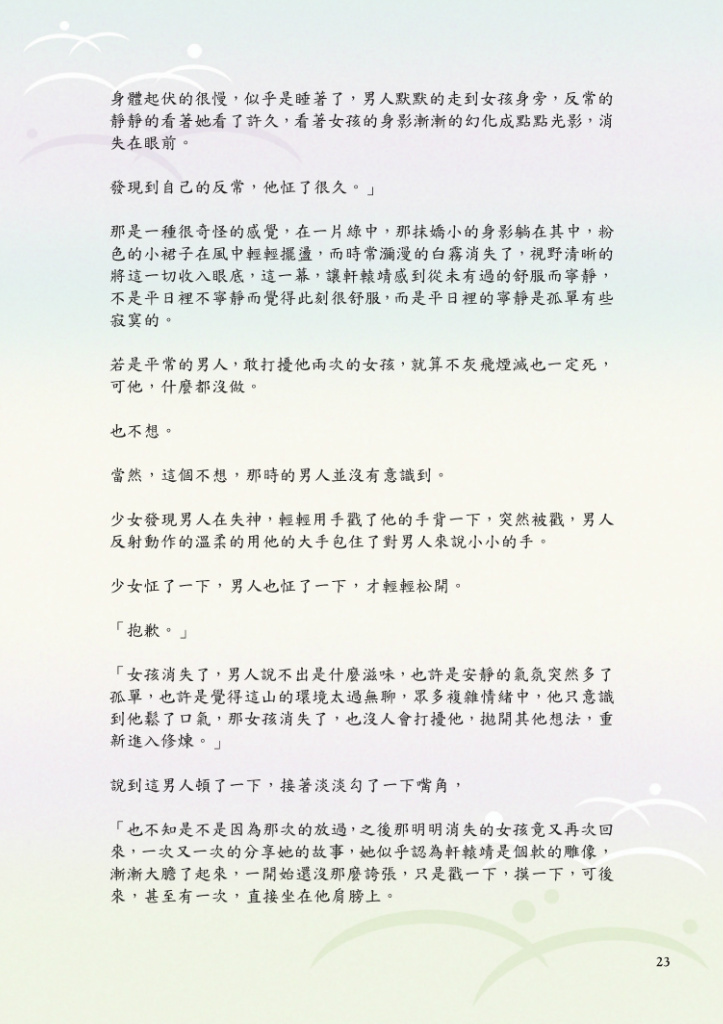 身體起伏的很慢，似乎是睡著了，男人默默的走到女孩身旁，反常的
靜靜的看著她看了許久，看著女孩的身影漸漸的幻化成點點光影，消
失在眼前。
發現到自己的反常，他怔了很久。」
那是一種很奇怪的感覺，在一片綠中，那抹嬌小的身影躺在其中，粉
色的小裙子在風中輕輕擺盪，而時常瀰漫的白霧消失了，視野清晰的
將這一切收入眼底，這一幕，讓軒轅靖感到從未有過的舒服而寧靜，
不是平日裡不寧靜而覺得此刻很舒服，而是平日裡的寧靜是孤單有些
寂寞的。
若是平常的男人，敢打擾他兩次的女孩，就算不灰飛煙滅也一定死，
可他，什麼都沒做。
也不想。
當然，這個不想，那時的男人並沒有意識到。
少女發現男人在失神，輕輕用手戳了他的手背一下，突然被戳，男人
反射動作的溫柔的用他的大手包住了對男人來說小小的手。
少女怔了一下，男人也怔了一下，才輕輕松開。
「抱歉。」
「女孩消失了，男人說不出是什麼滋味，也許是安靜的氣氛突然多了
孤單，也許是覺得這山的環境太過無聊，眾多複雜情緒中，他只意識
到他鬆了口氣，那女孩消失了，也沒人會打擾他，拋開其他想法，重
新進入修煉。」
說到這男人頓了一下，接著淡淡勾了一下嘴角，
「也不知是不是因為那次的放過，之後那明明消失的女孩竟又再次回
來，一次又一次的分享她的故事，她似乎認為軒轅靖是個軟的雕像，
漸漸大膽了起來，一開始還沒那麼誇張，只是戳一下，摸一下，可後
來，甚至有一次，直接坐在他肩膀上。
23